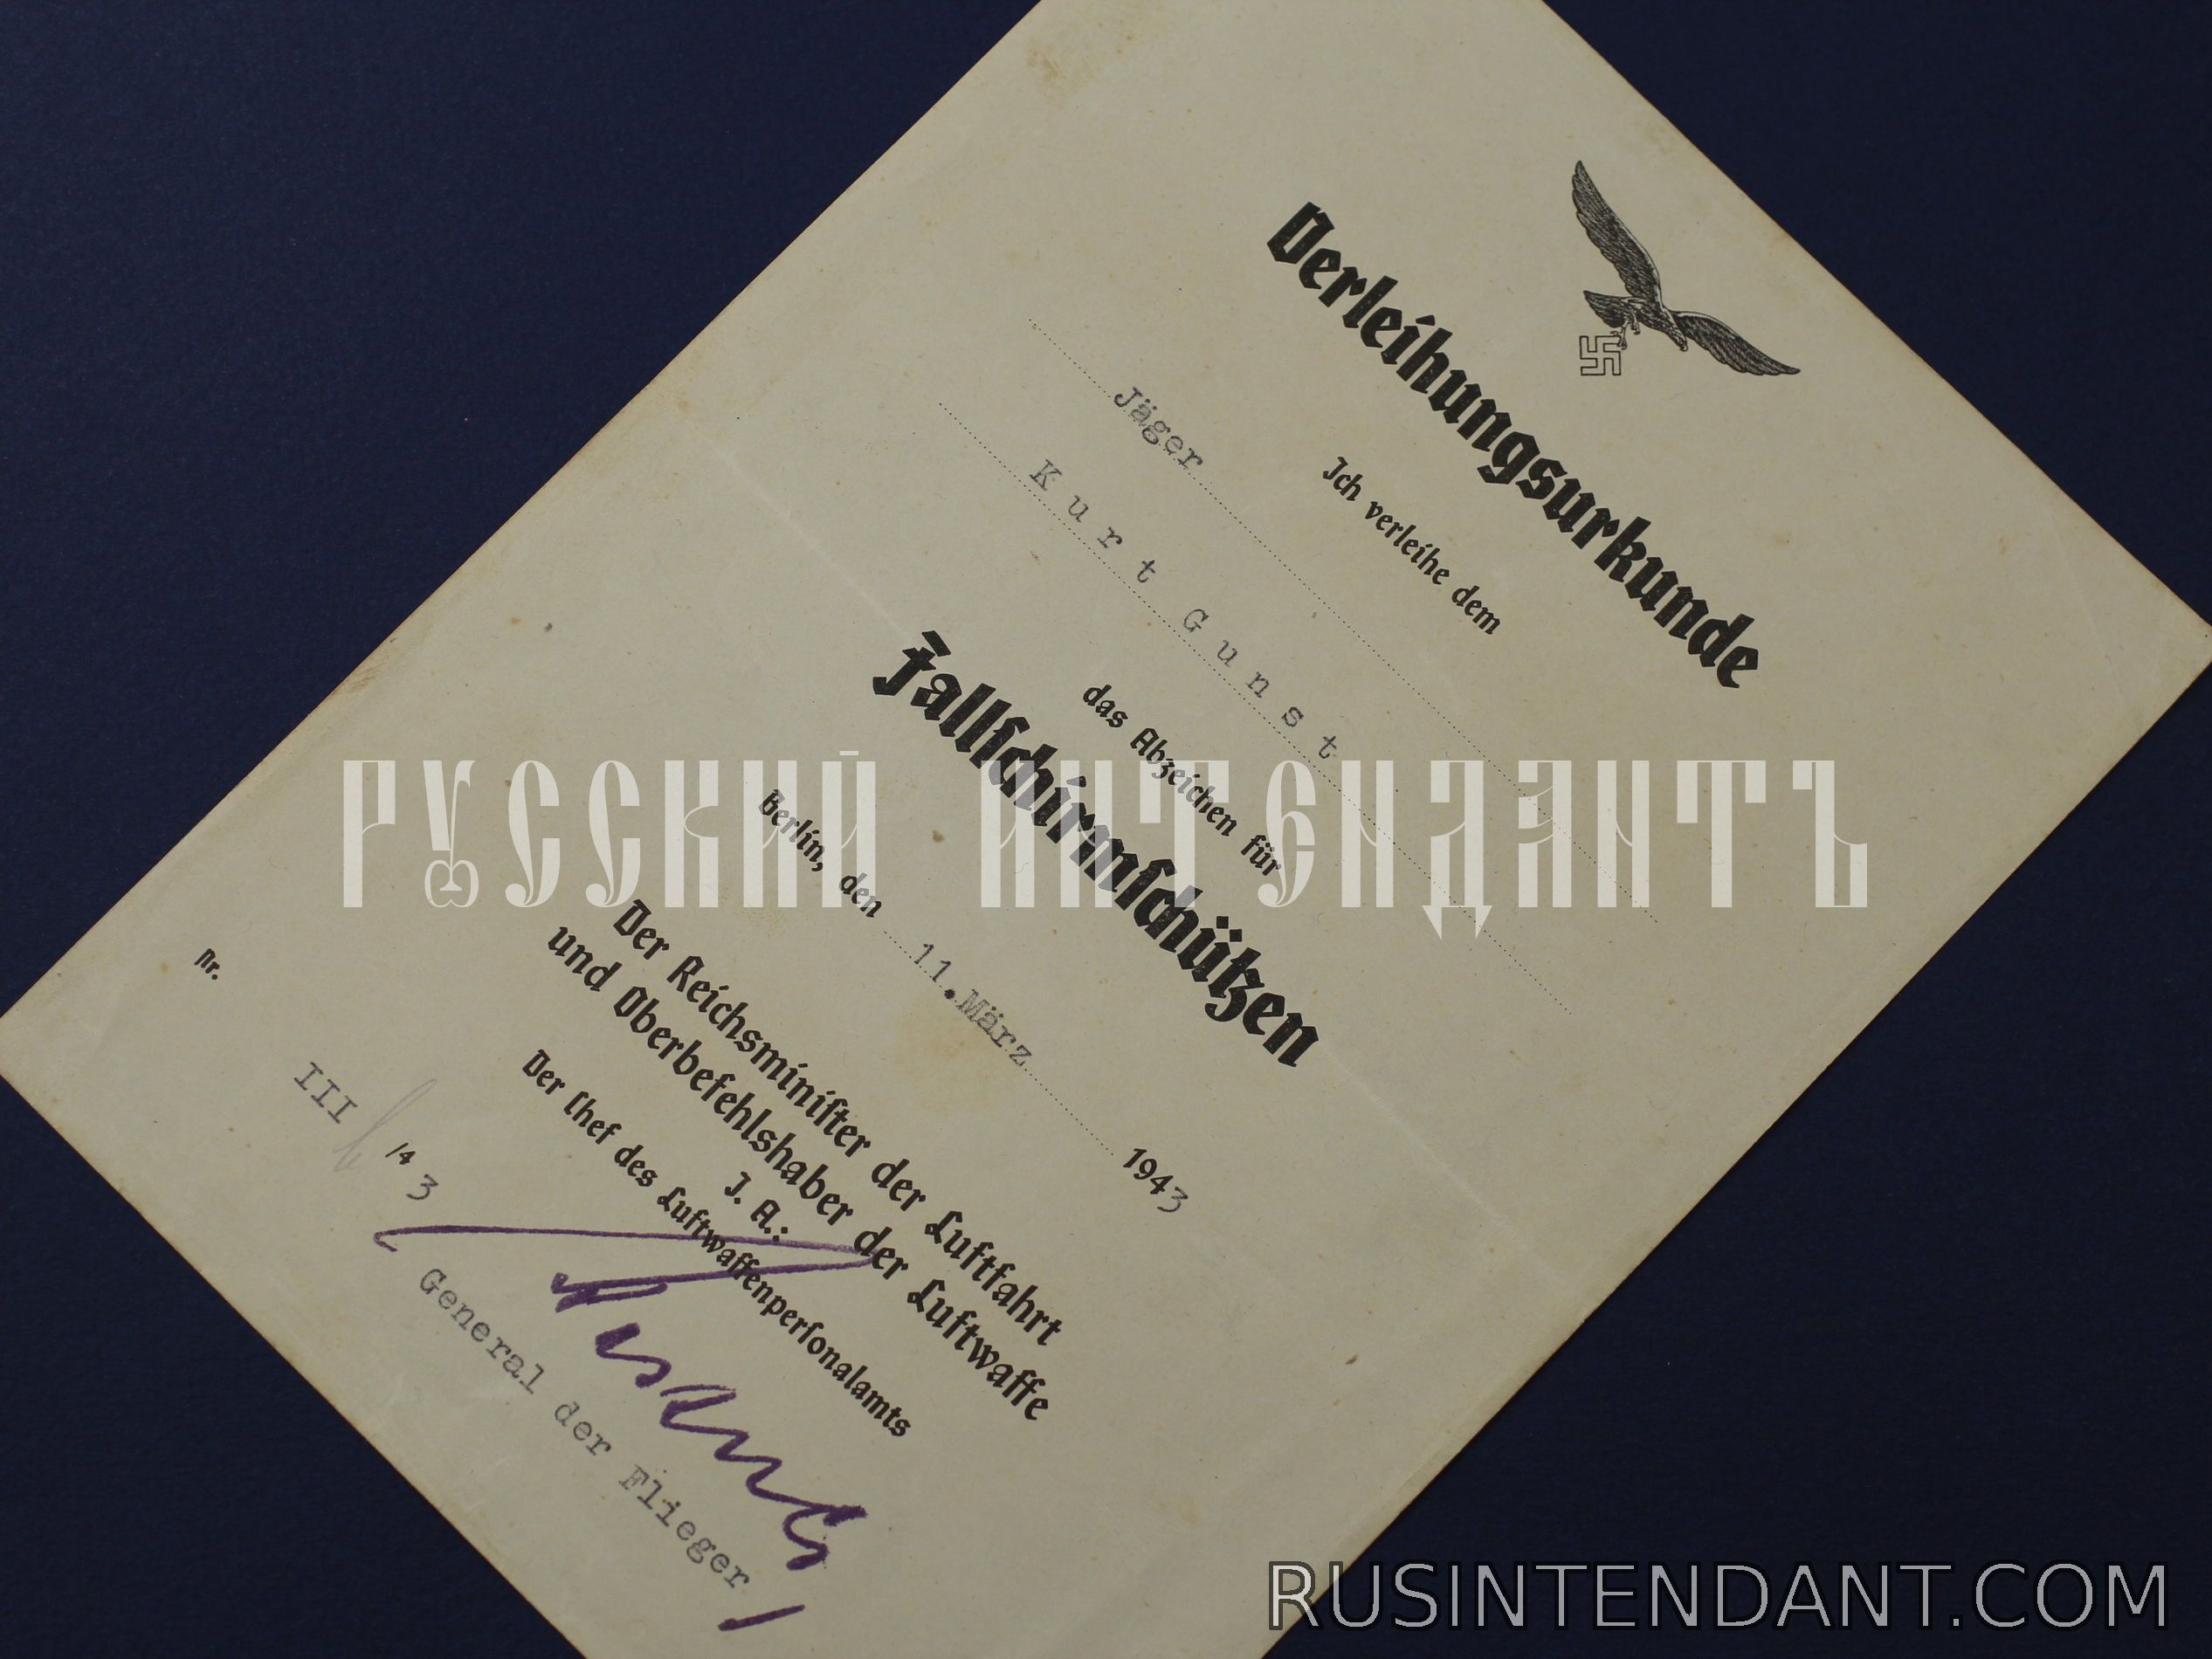 Verleihungsurkunde
Ich verleihe dem
Jäger
Kurt Gunst
das Abzeichen für
Fallschirmschützen
Berlin, den 11.März 1943
Der Reichsminister der Luftfahrt
und Oberbefehlshaber der Luftwaffe
J. A.:
Der Chef des Luftwaffenpersonalamts
Nr.
III /43
General der Flieger
РУССКИЙ ИНТЕНДАНТЪ
RUSINTENDANT.COM